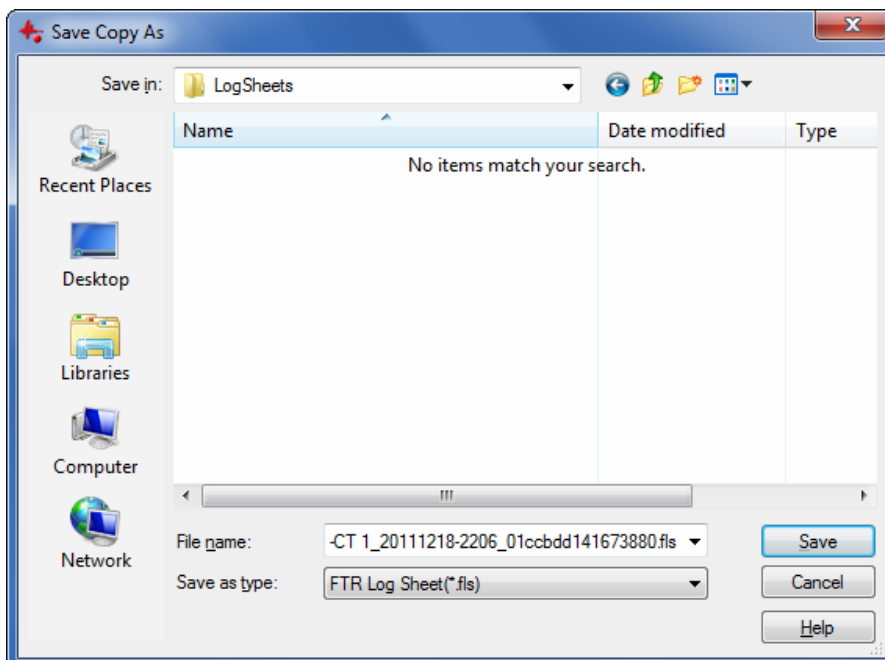 Save Copy As
Save in:
LogSheets
Name
Date modified
Type
No items match your search.
Recent Places
Desktop
Libraries
Computer
Network
File name:
-CT 1_20111218-2206_01ccbdd141673880.fls
Save
Save as type:
FTR Log Sheet(*.fls)
Cancel
Help